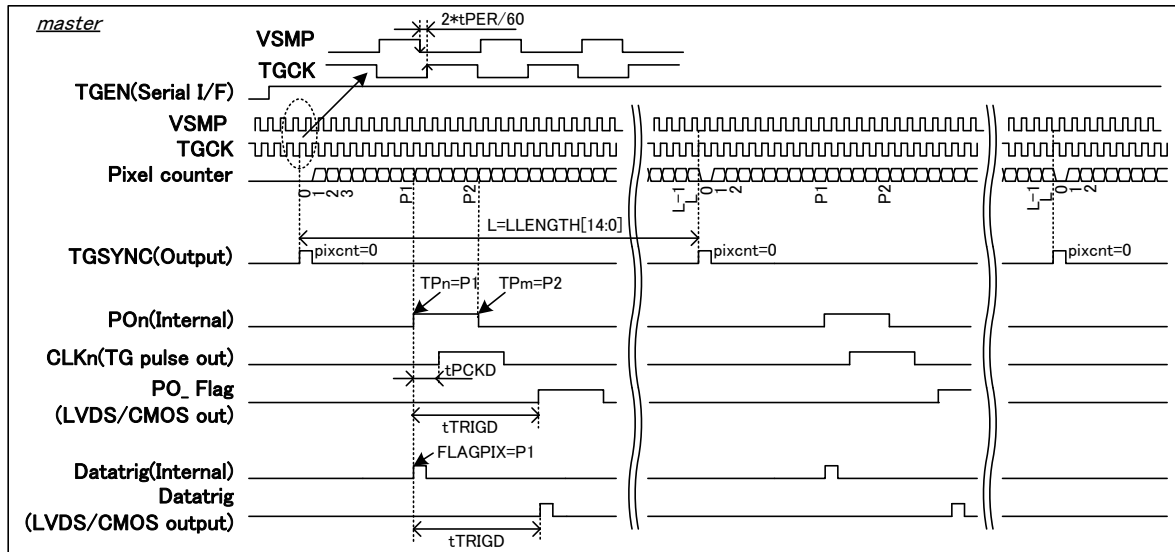 master
2*tPER/60
VSMP
TGCK
TGEN(Serial I/F)
VSMP
TGCK
Pixel counter
0 1 2 3 P1 P2 L-1 L 0 1 2 P1 P2 L-1 L 0 1 2
L=LLENGTH[14:0]
TGSYNC(Output) pixcnt=0 pixcnt=0 pixcnt=0
TPn=P1 TPm=P2
POn(Internal)
CLKn(TG pulse out)
tPCKD
PO_ Flag
(LVDS/CMOS out)
tTRIGD
FLAGPIX=P1
Datatrig(Internal)
Datatrig
(LVDS/CMOS output)
tTRIGD